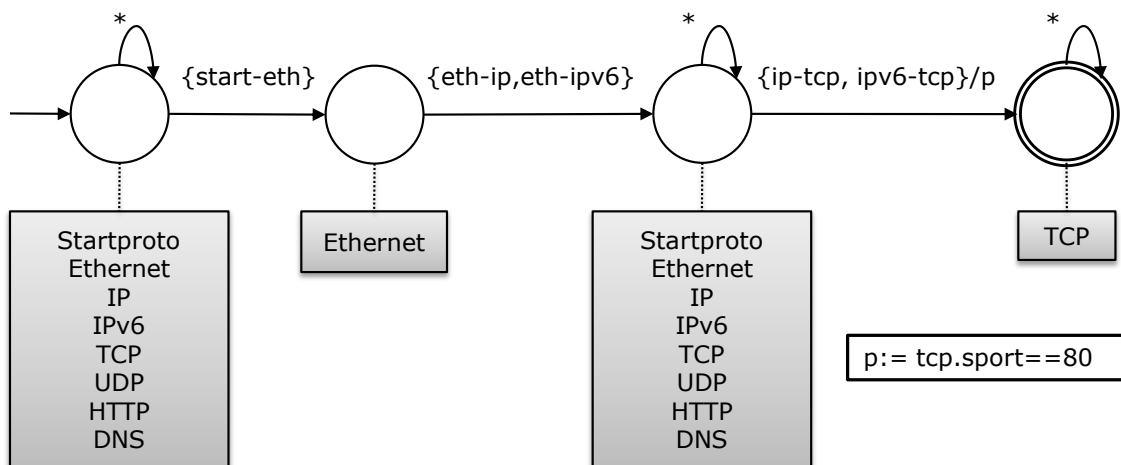 *
*
*
{start-eth}
{eth-ip,eth-ipv6}
{ip-tcp, ipv6-tcp}/p
Startproto
Ethernet
IP
IPv6
TCP
UDP
HTTP
DNS
Ethernet
Startproto
Ethernet
IP
IPv6
TCP
UDP
HTTP
DNS
TCP
p:= tcp.sport==80